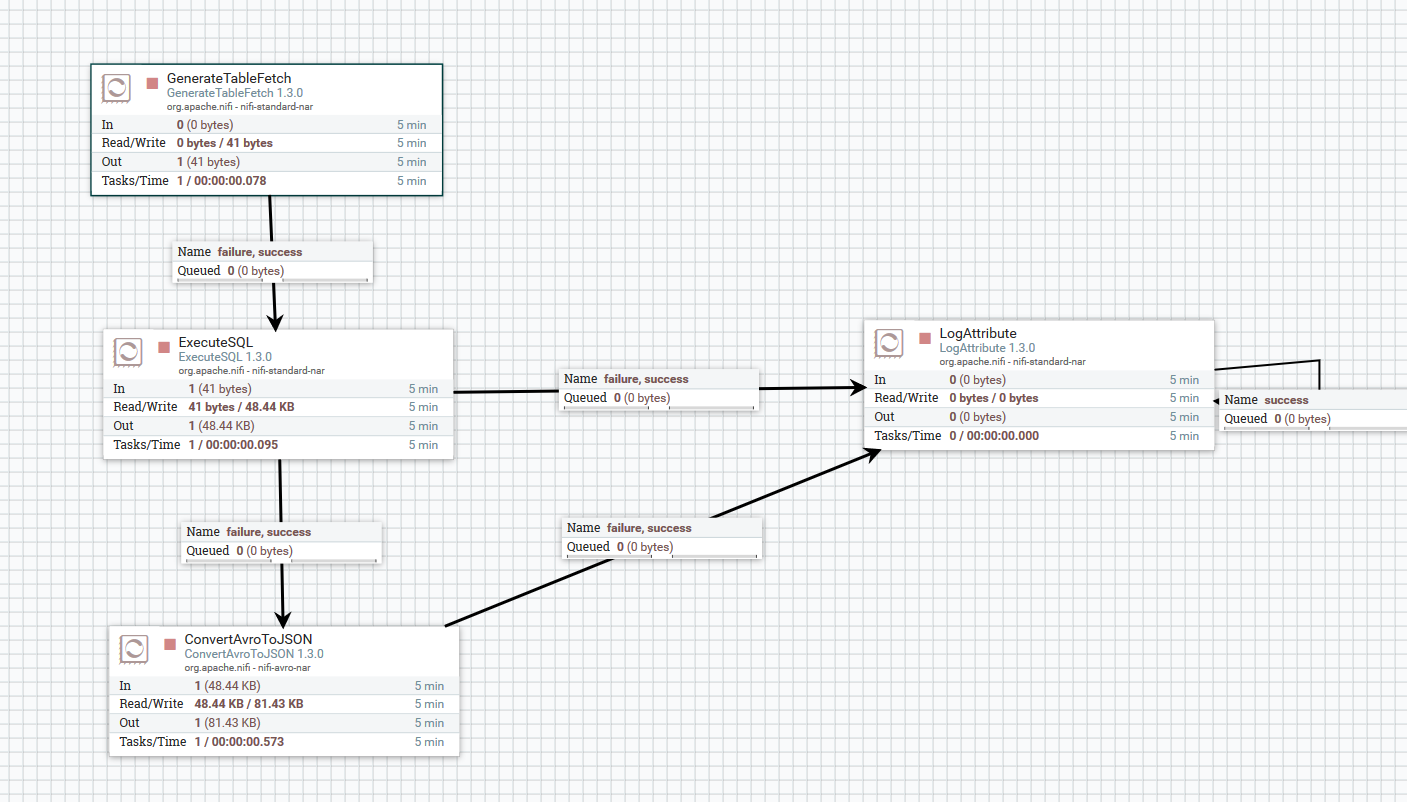 GenerateTableFetch
GenerateTableFetch 1.3.0
org.apache.nifi - nifi-standard-nar
In 0 (0 bytes) 5 min
Read/Write 0 bytes / 41 bytes 5 min
Out 1 (41 bytes) 5 min
Tasks/Time 1 / 00:00:00.078 5 min
Name failure, success
Queued 0 (0 bytes)
ExecuteSQL
ExecuteSQL 1.3.0
org.apache.nifi - nifi-standard-nar
In 1 (41 bytes) 5 min
Read/Write 41 bytes / 48.44 KB 5 min
Out 1 (48.44 KB) 5 min
Tasks/Time 1 / 00:00:00.095 5 min
Name failure, success
Queued 0 (0 bytes)
LogAttribute
LogAttribute 1.3.0
org.apache.nifi - nifi-standard-nar
In 0 (0 bytes) 5 min
Read/Write 0 bytes / 0 bytes 5 min
Out 0 (0 bytes) 5 min
Tasks/Time 0 / 00:00:00.000 5 min
Name success
Queued 0 (0 bytes)
Name failure, success
Queued 0 (0 bytes)
Name failure, success
Queued 0 (0 bytes)
ConvertAvroToJSON
ConvertAvroToJSON 1.3.0
org.apache.nifi - nifi-avro-nar
In 1 (48.44 KB) 5 min
Read/Write 48.44 KB / 81.43 KB 5 min
Out 1 (81.43 KB) 5 min
Tasks/Time 1 / 00:00:00.573 5 min